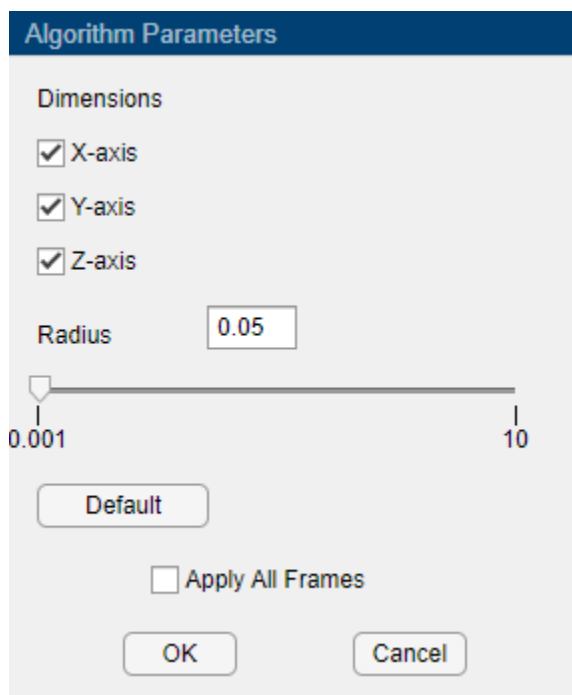 Algorithm Parameters
Dimensions
X-axis
Y-axis
Z-axis
Radius 0.05
0.001 10
Default
Apply All Frames
OK Cancel